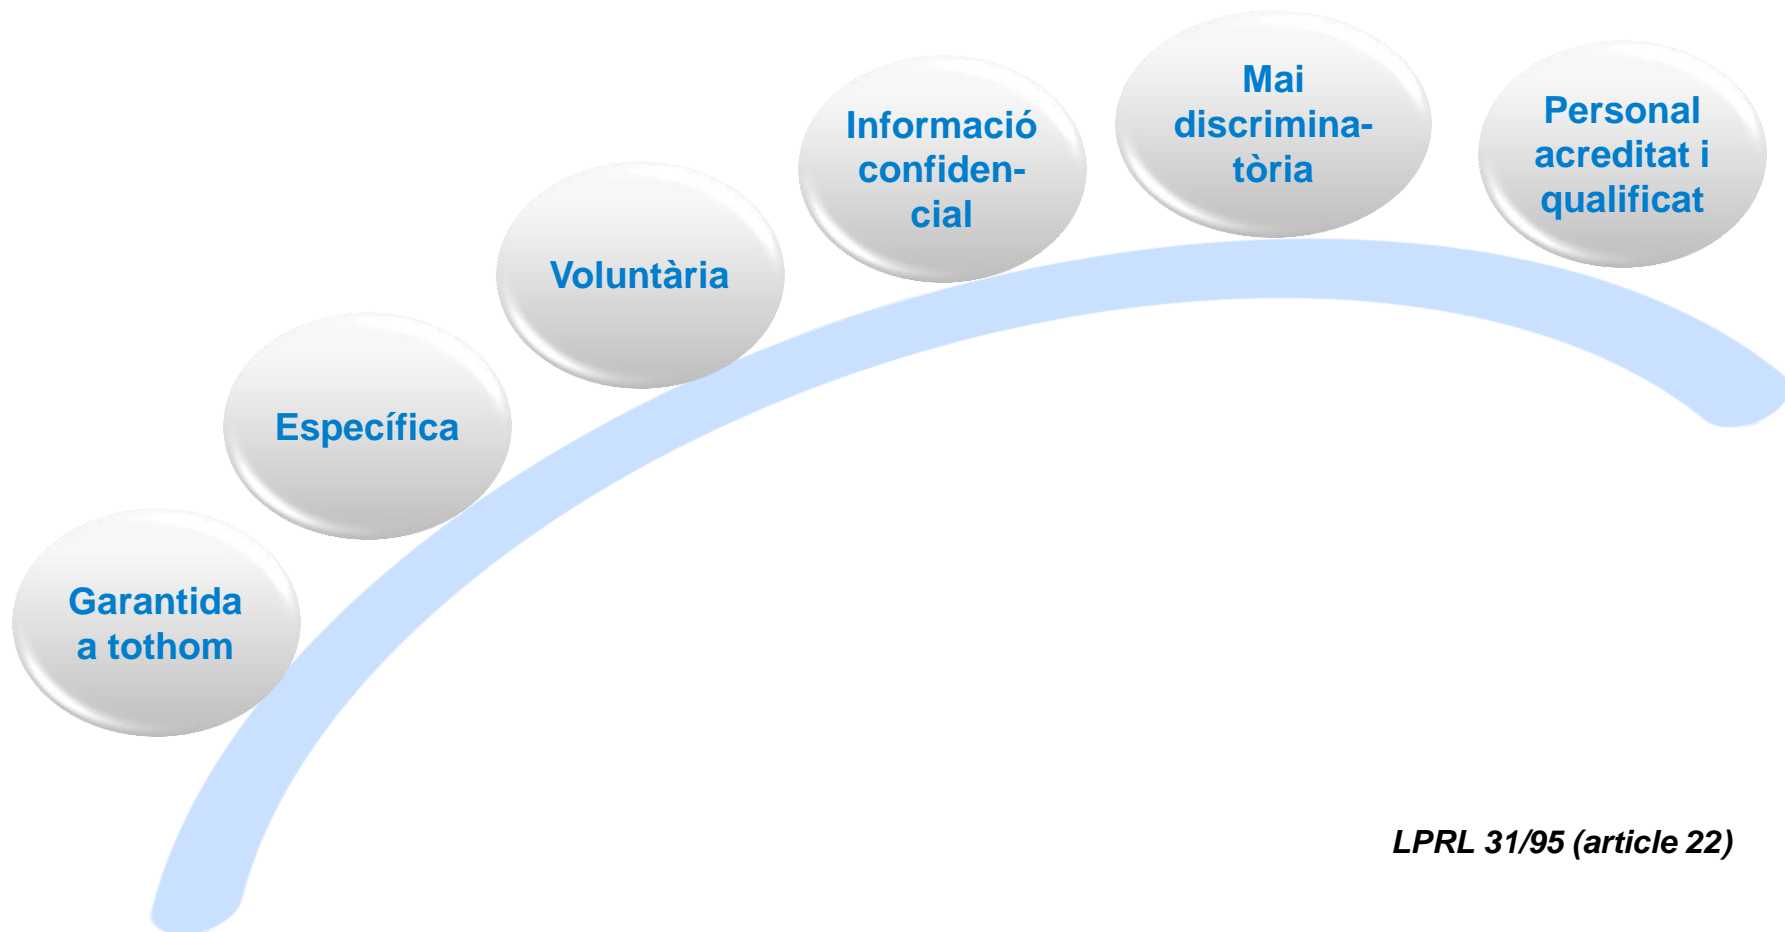 Garantida
a tothom
Específica
Voluntària
Informació
confiden-
cial
Mai
discrimina-
tòria
Personal
acreditat i
qualificat
LPRL 31/95 (article 22)